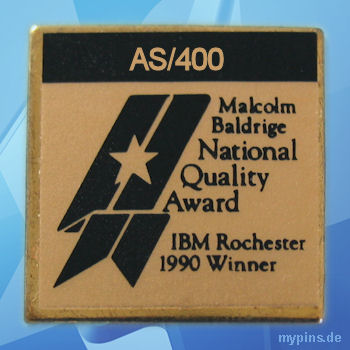 AS/400
Malcolm
Baldrige
National
Quality
Award
IBM Rochester
1990 Winner
mypins.de